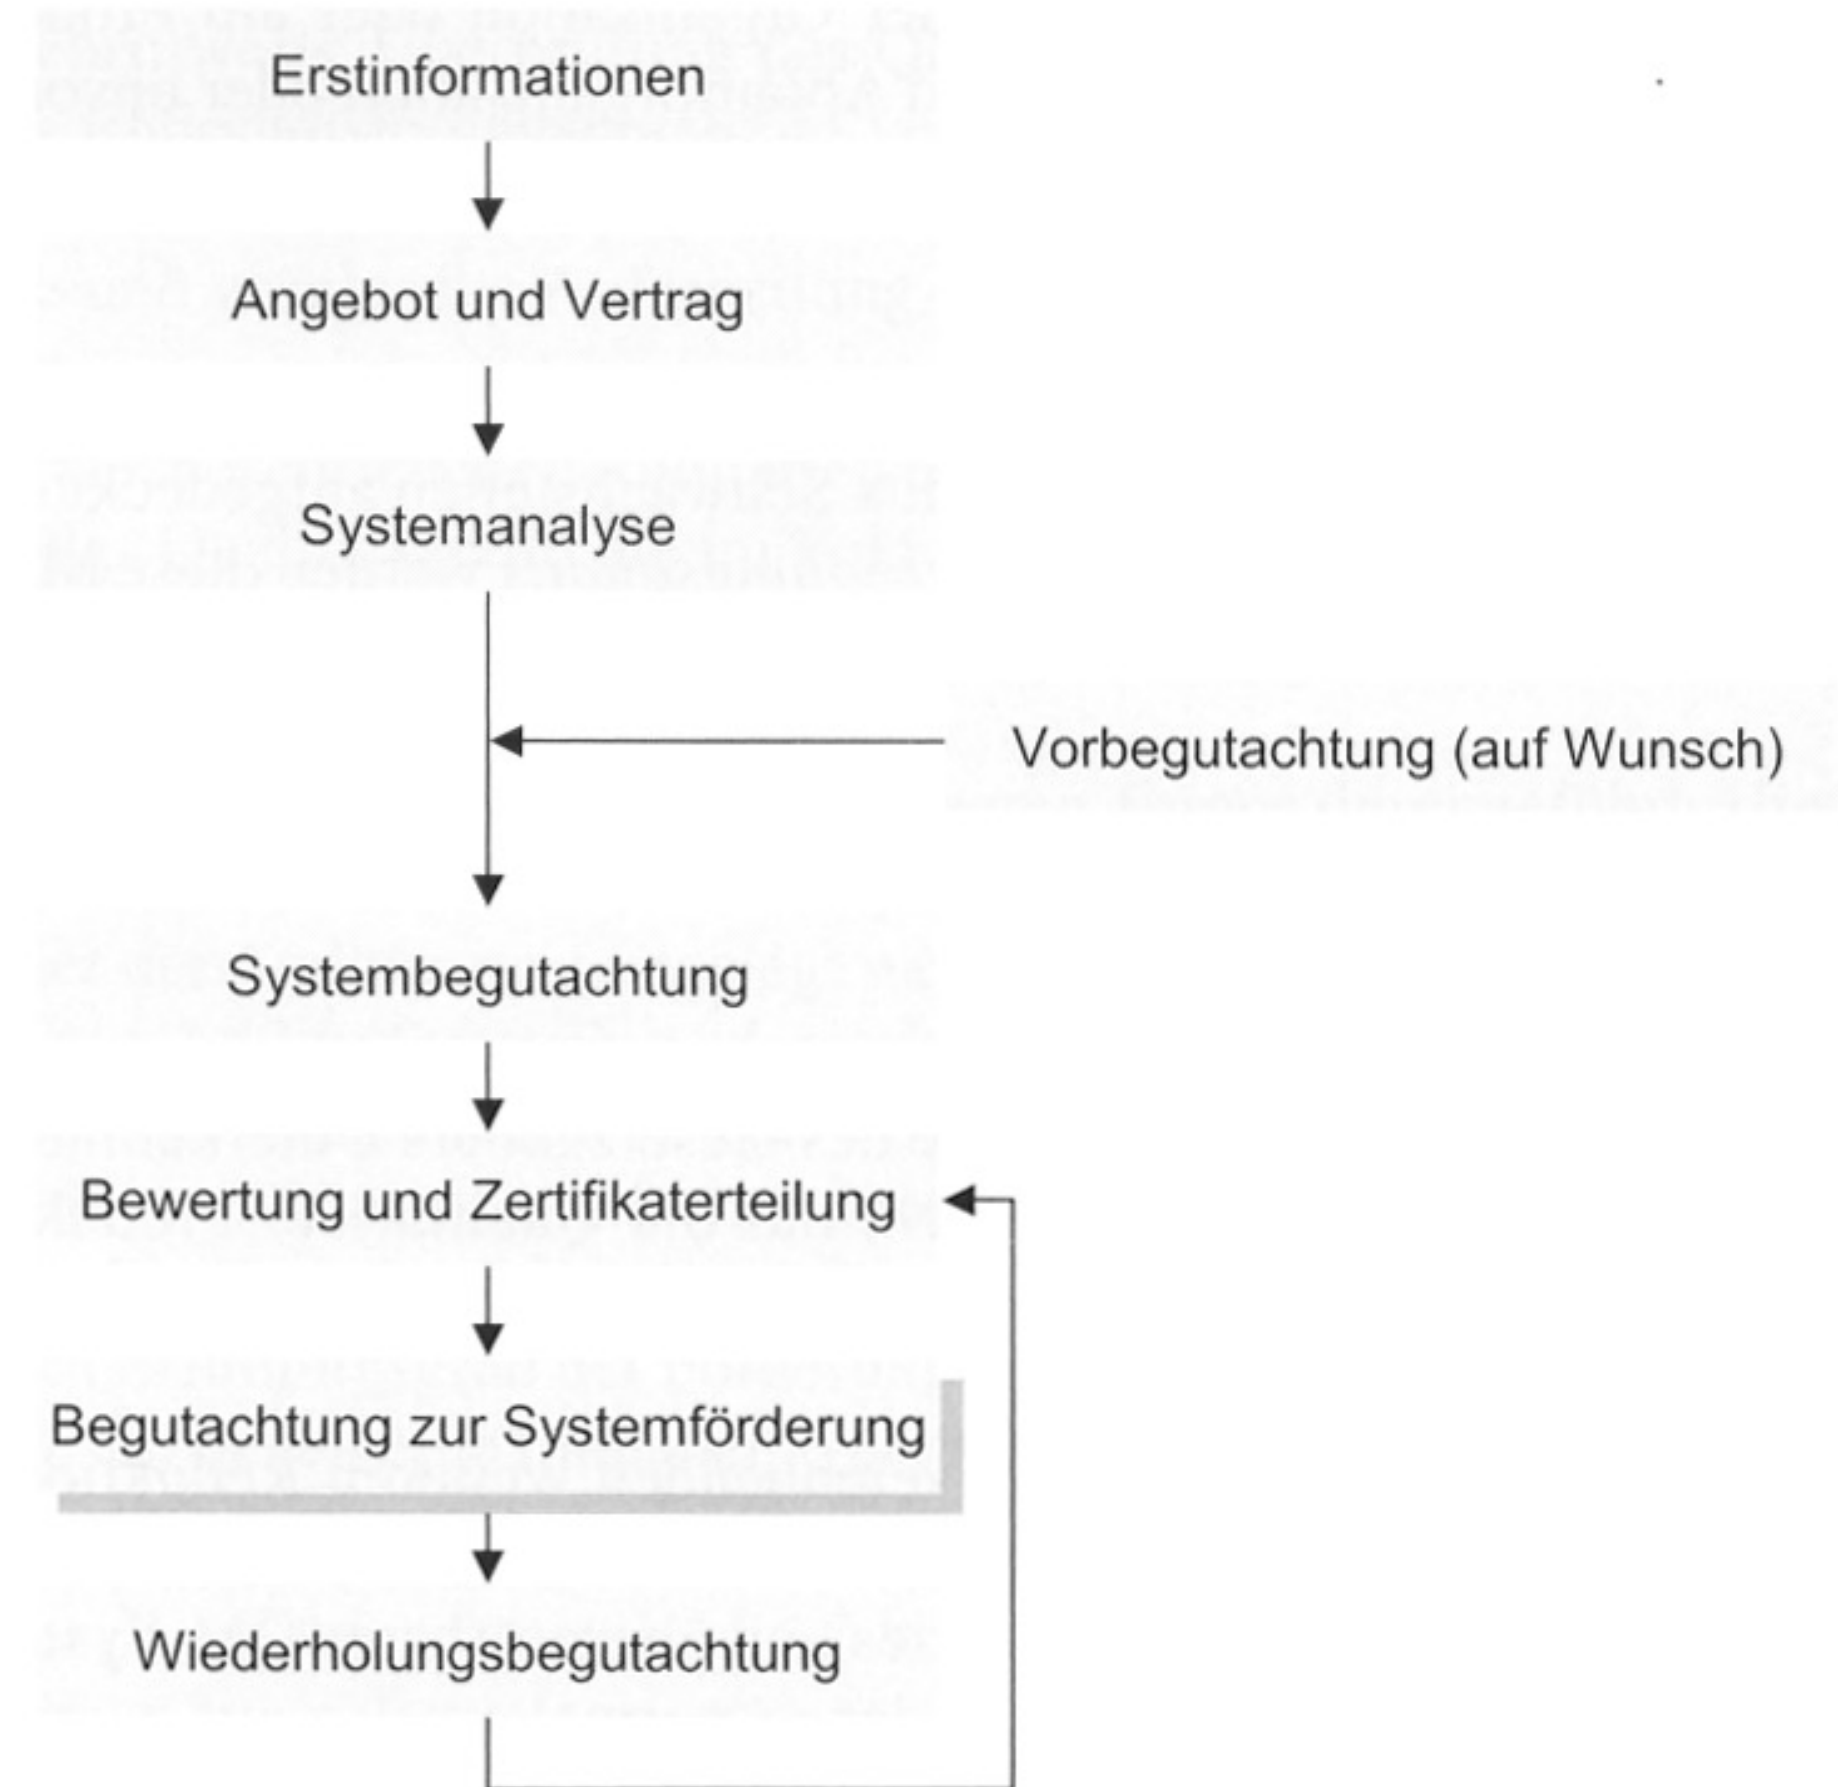 Erstinformationen
Angebot und Vertrag
Systemanalyse
Vorbegutachtung (auf Wunsch)
Systembegutachtung
Bewertung und Zertifikaterteilung
Begutachtung zur Systemförderung
Wiederholungsbegutachtung